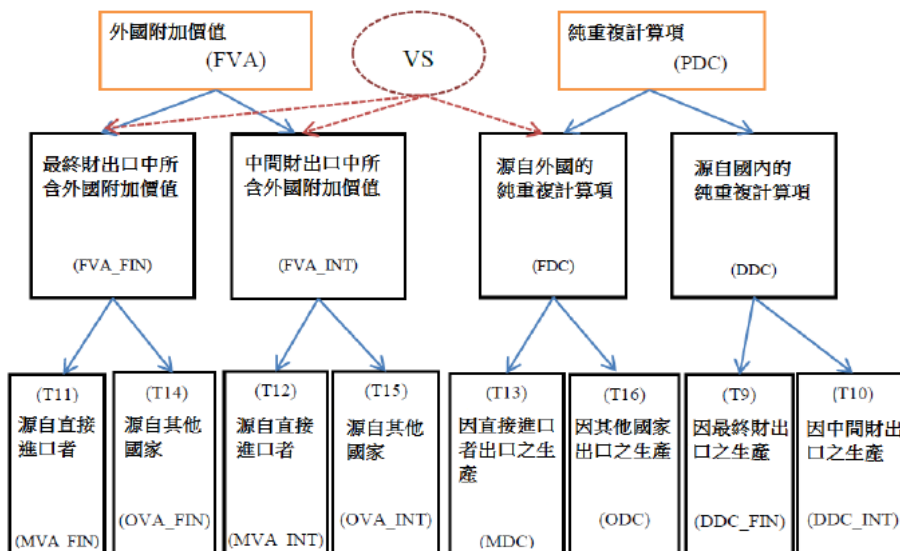 外國附加價值
(FVA)
VS
純重複計算項
(PDC)
最終財出口中所
含外國附加價值
(FVA_FIN)
中間財出口中所
含外國附加價值
(FVA_INT)
源自外國的
純重複計算項
(FDC)
源自國內的
純重複計算項
(DDC)
(T11)
源自直接
進口者
(MVA_FIN)
(T14)
源自其他
國家
(OVA_FIN)
(T12)
源自直接
進口者
(MVA_INT)
(T15)
源自其他
國家
(OVA_INT)
(T13)
因直接進口
者出口之生
產
(MDC)
(T16)
因其他國家
出口之生產
(ODC)
(T9)
因最終財出
口之生產
(DDC_FIN)
(T10)
因中間財出
口之生產
(DDC_INT)